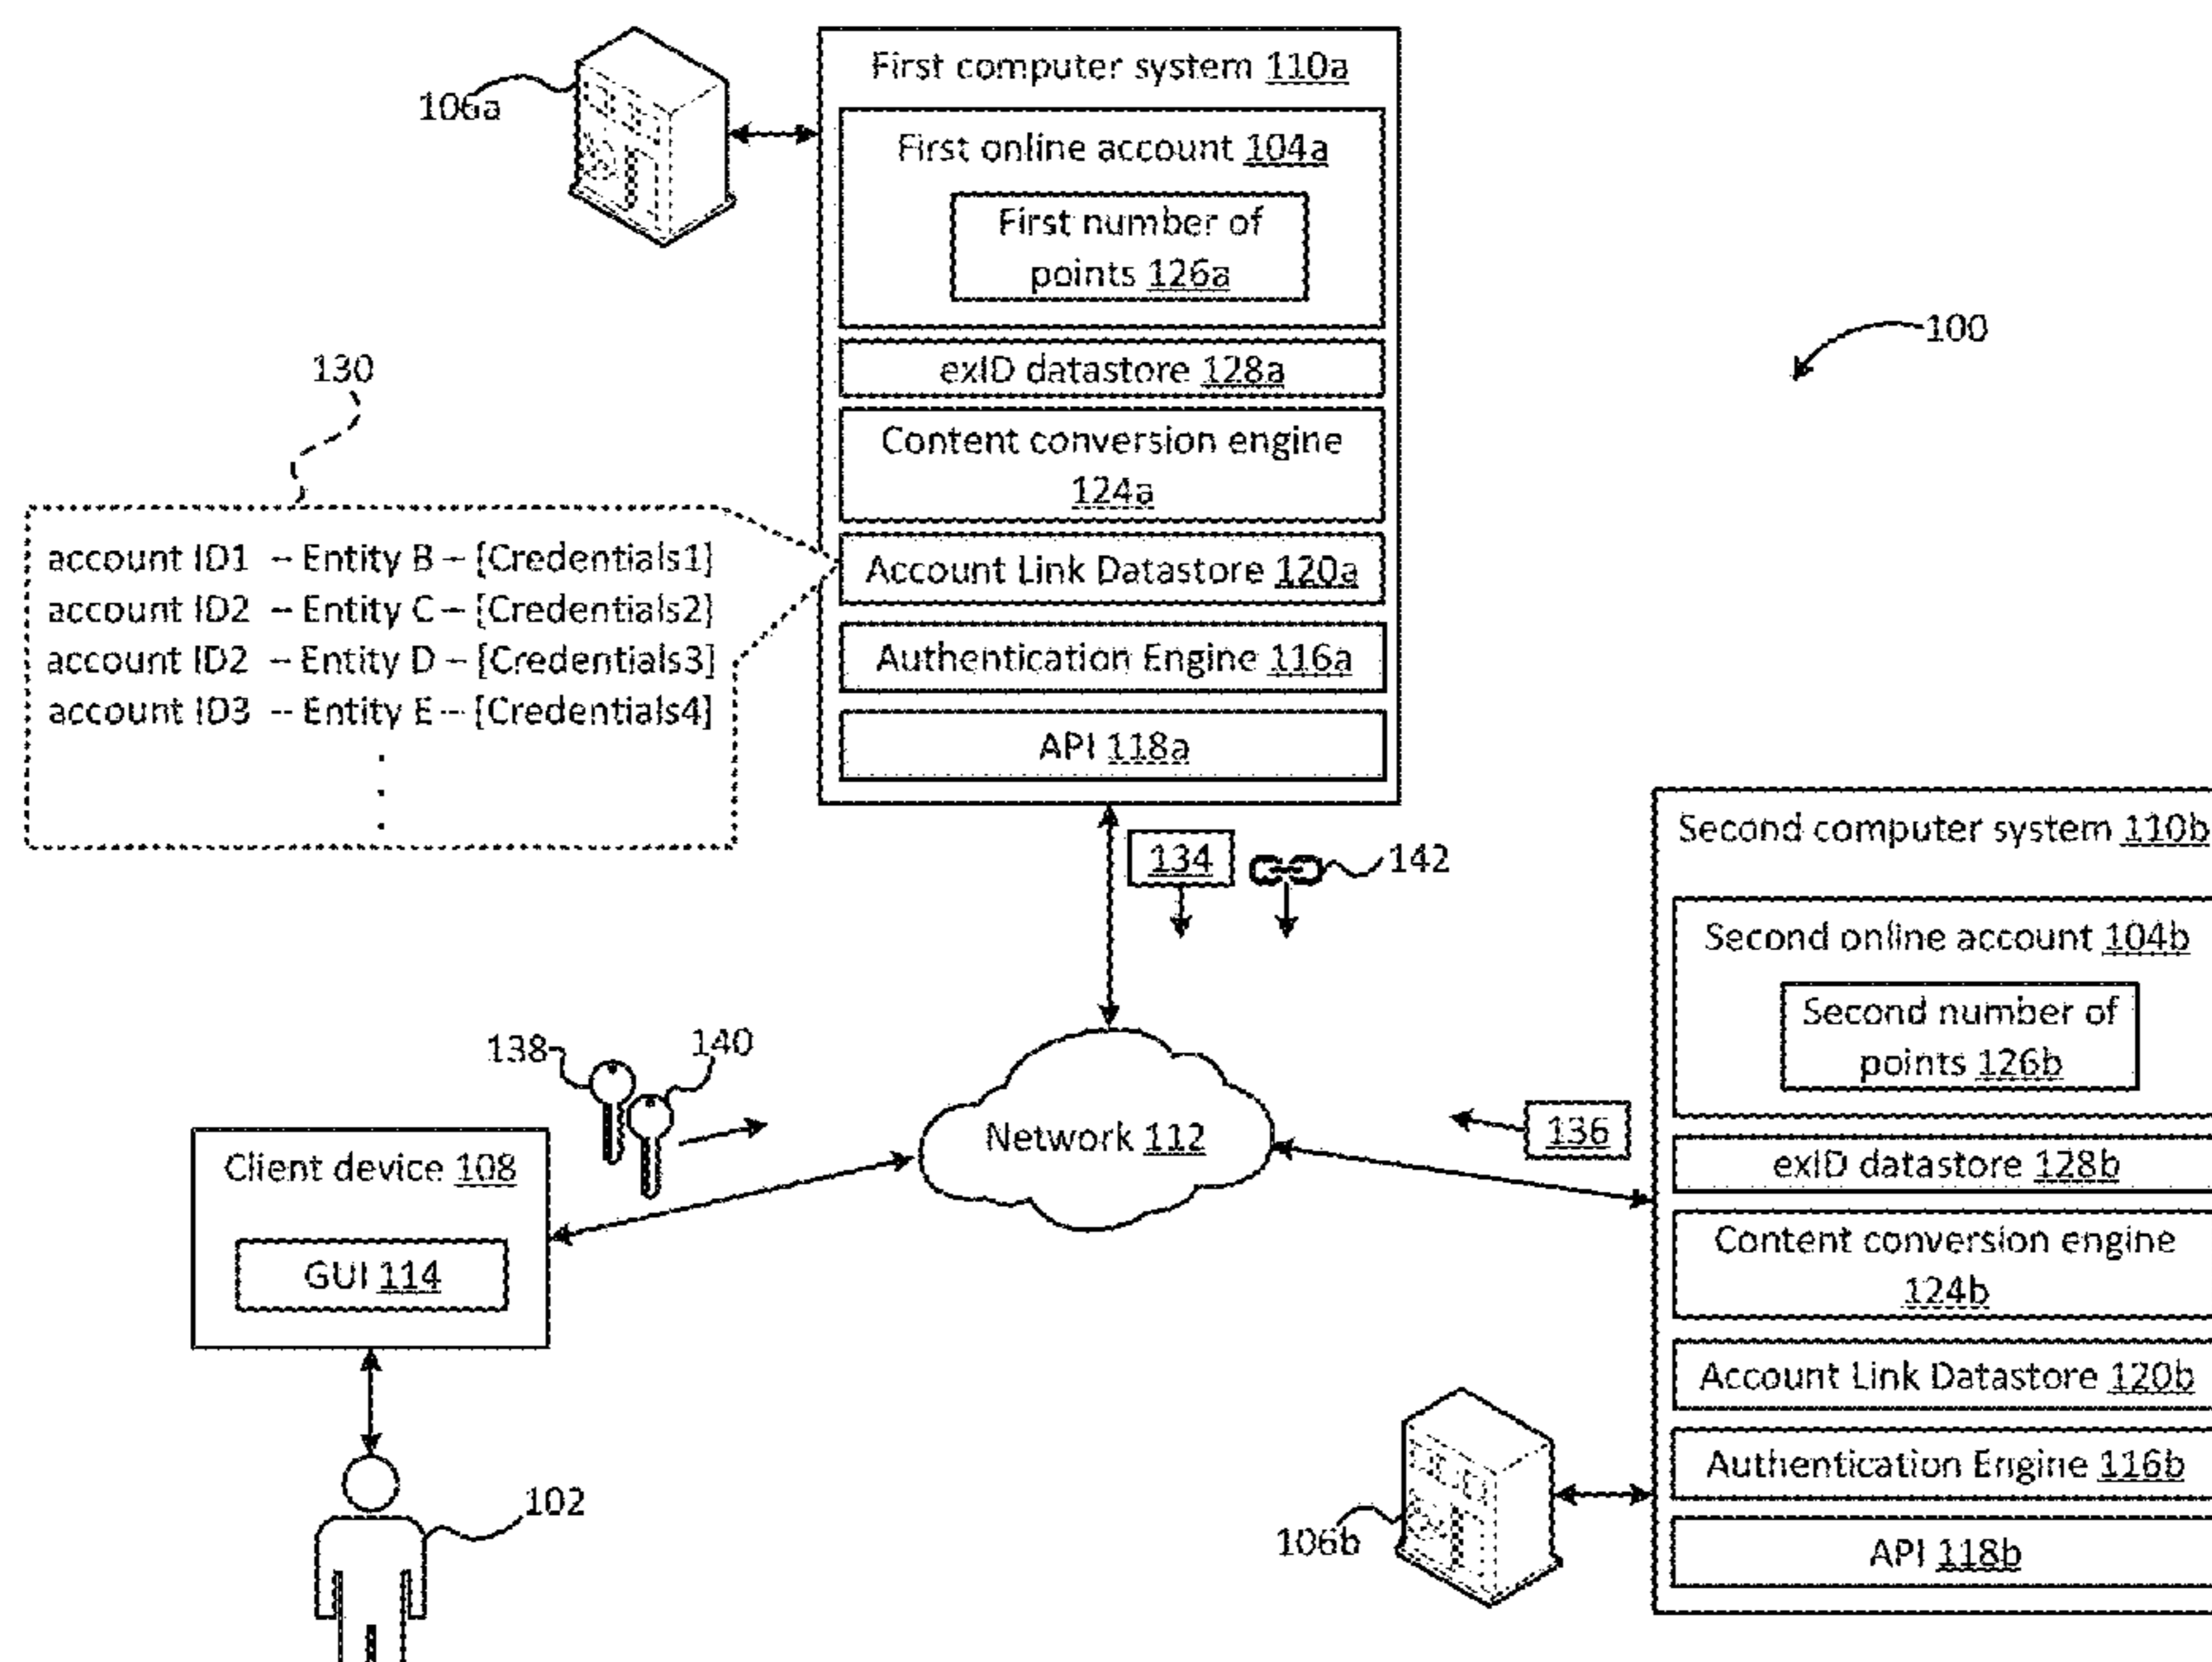 First computer system 110a
106a
First online account 104a
First number of
points 126a
100
130
exID datastore 128a
Content conversion engine
124a
account ID1 -- Entity B -- [Credentials1]
account ID2 -- Entity C -- [Credentials2]
account ID2 -- Entity D -- [Credentials3]
account ID3 -- Entity E -- [Credentials4]
.
.
.
Account Link Datastore 120a
Authentication Engine 116a
API 118a
134
142
Second computer system 110b
Second online account 104b
Second number of
points 126b
138
140
Network 112
136
Client device 108
GUI 114
exID datastore 128b
Content conversion engine
124b
Account Link Datastore 120b
Authentication Engine 116b
API 118b
102
106b